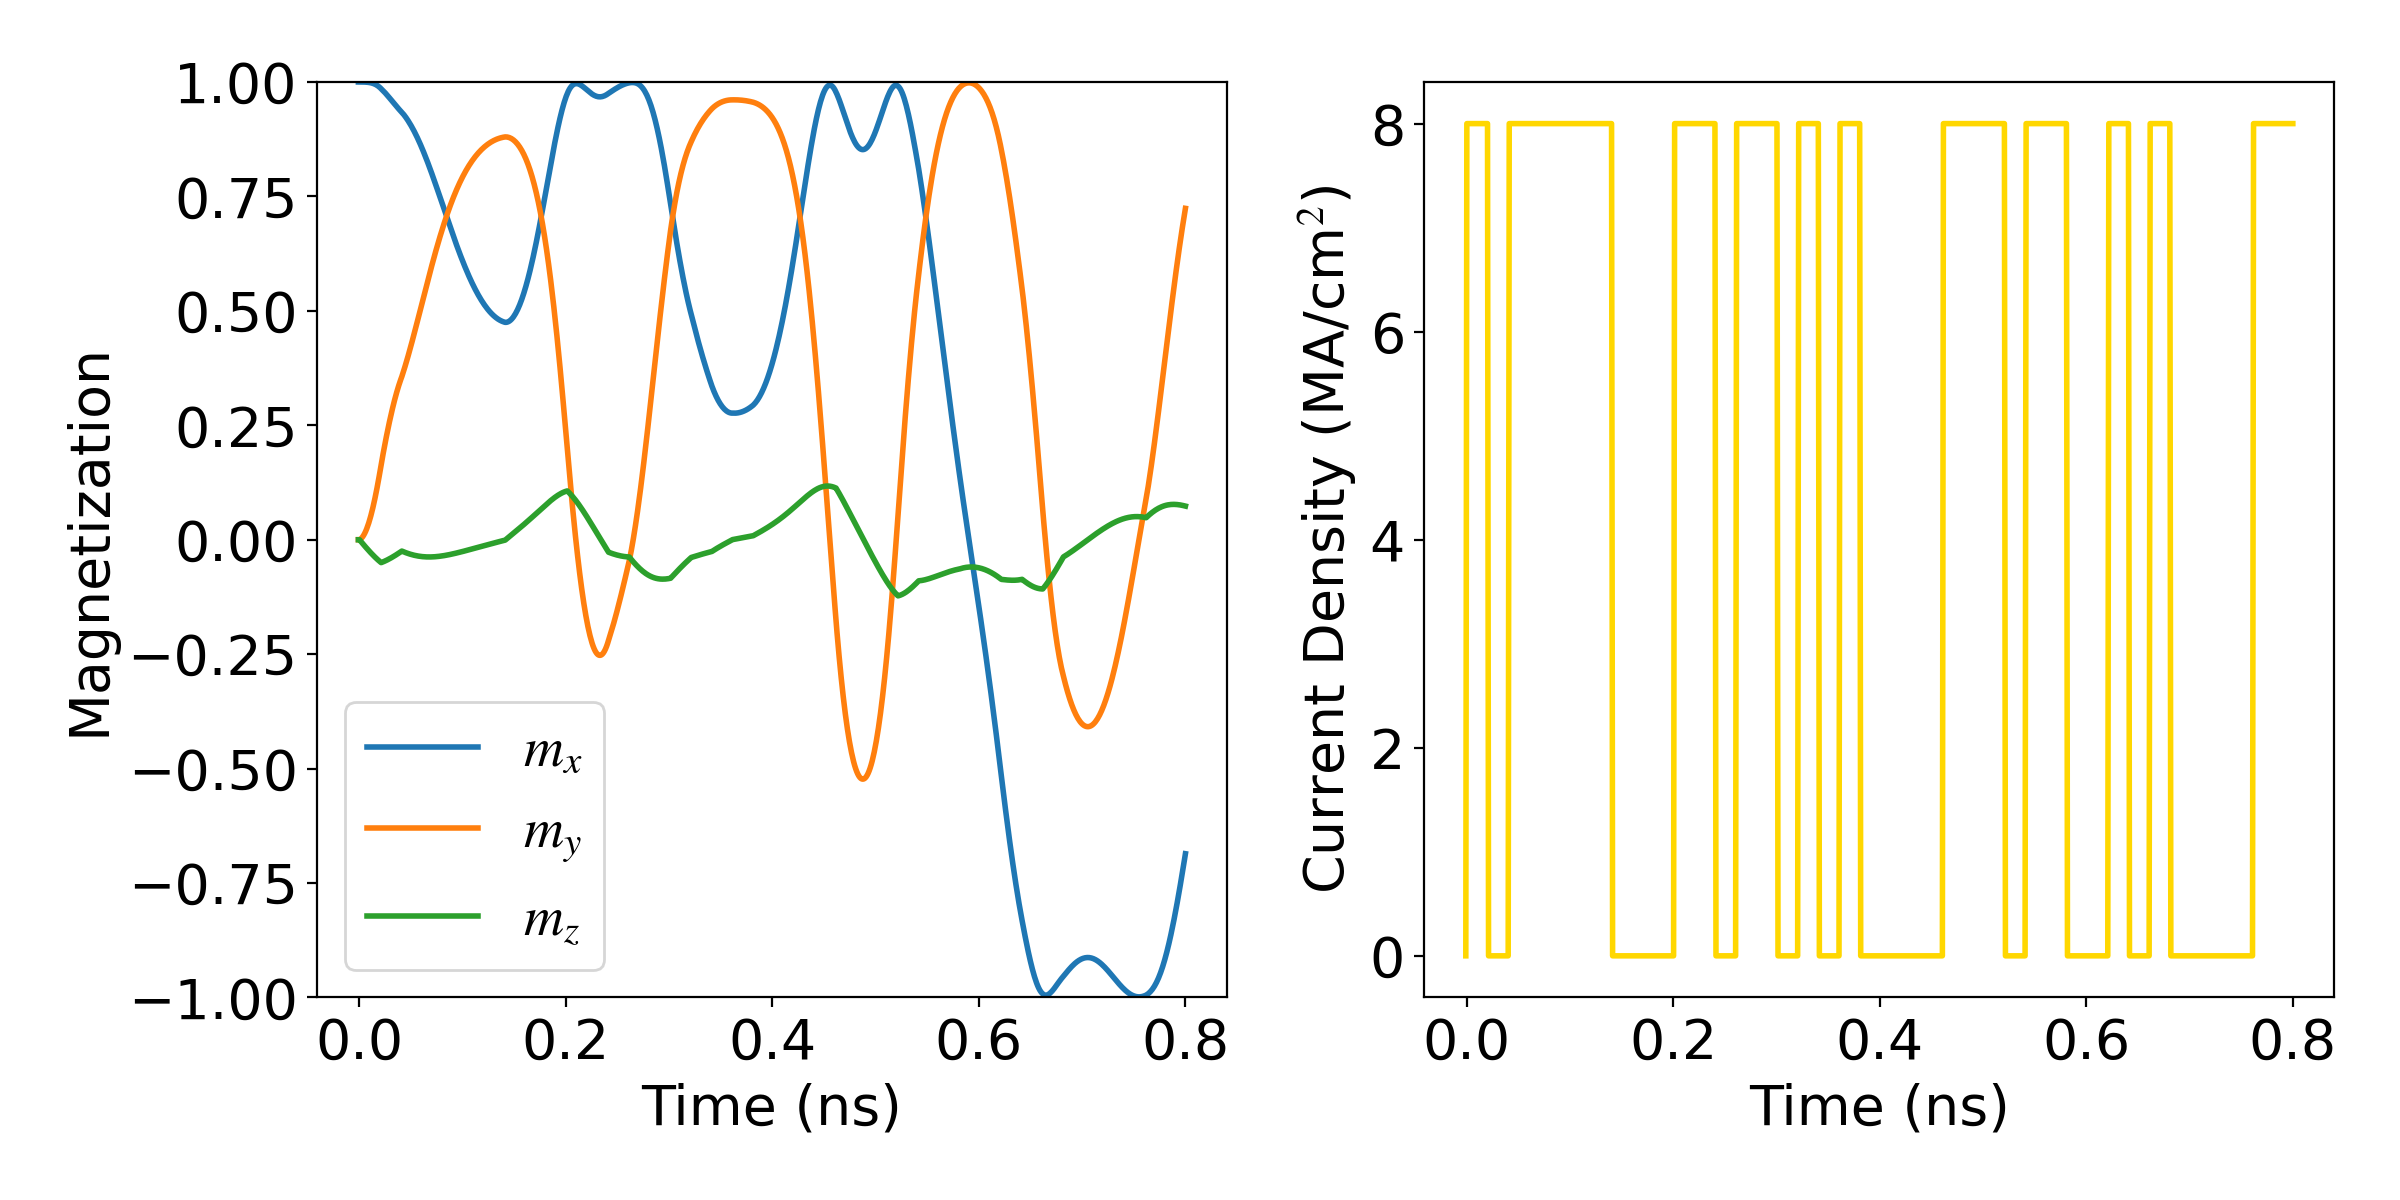 Magnetization
1.00
0.75
0.50
0.25
0.00
−0.25
−0.50
−0.75
−1.00
m_x
m_y
m_z
0.0 0.2 0.4 0.6 0.8
Time (ns)
Current Density (MA/cm²)
8
6
4
2
0
0.0 0.2 0.4 0.6 0.8
Time (ns)